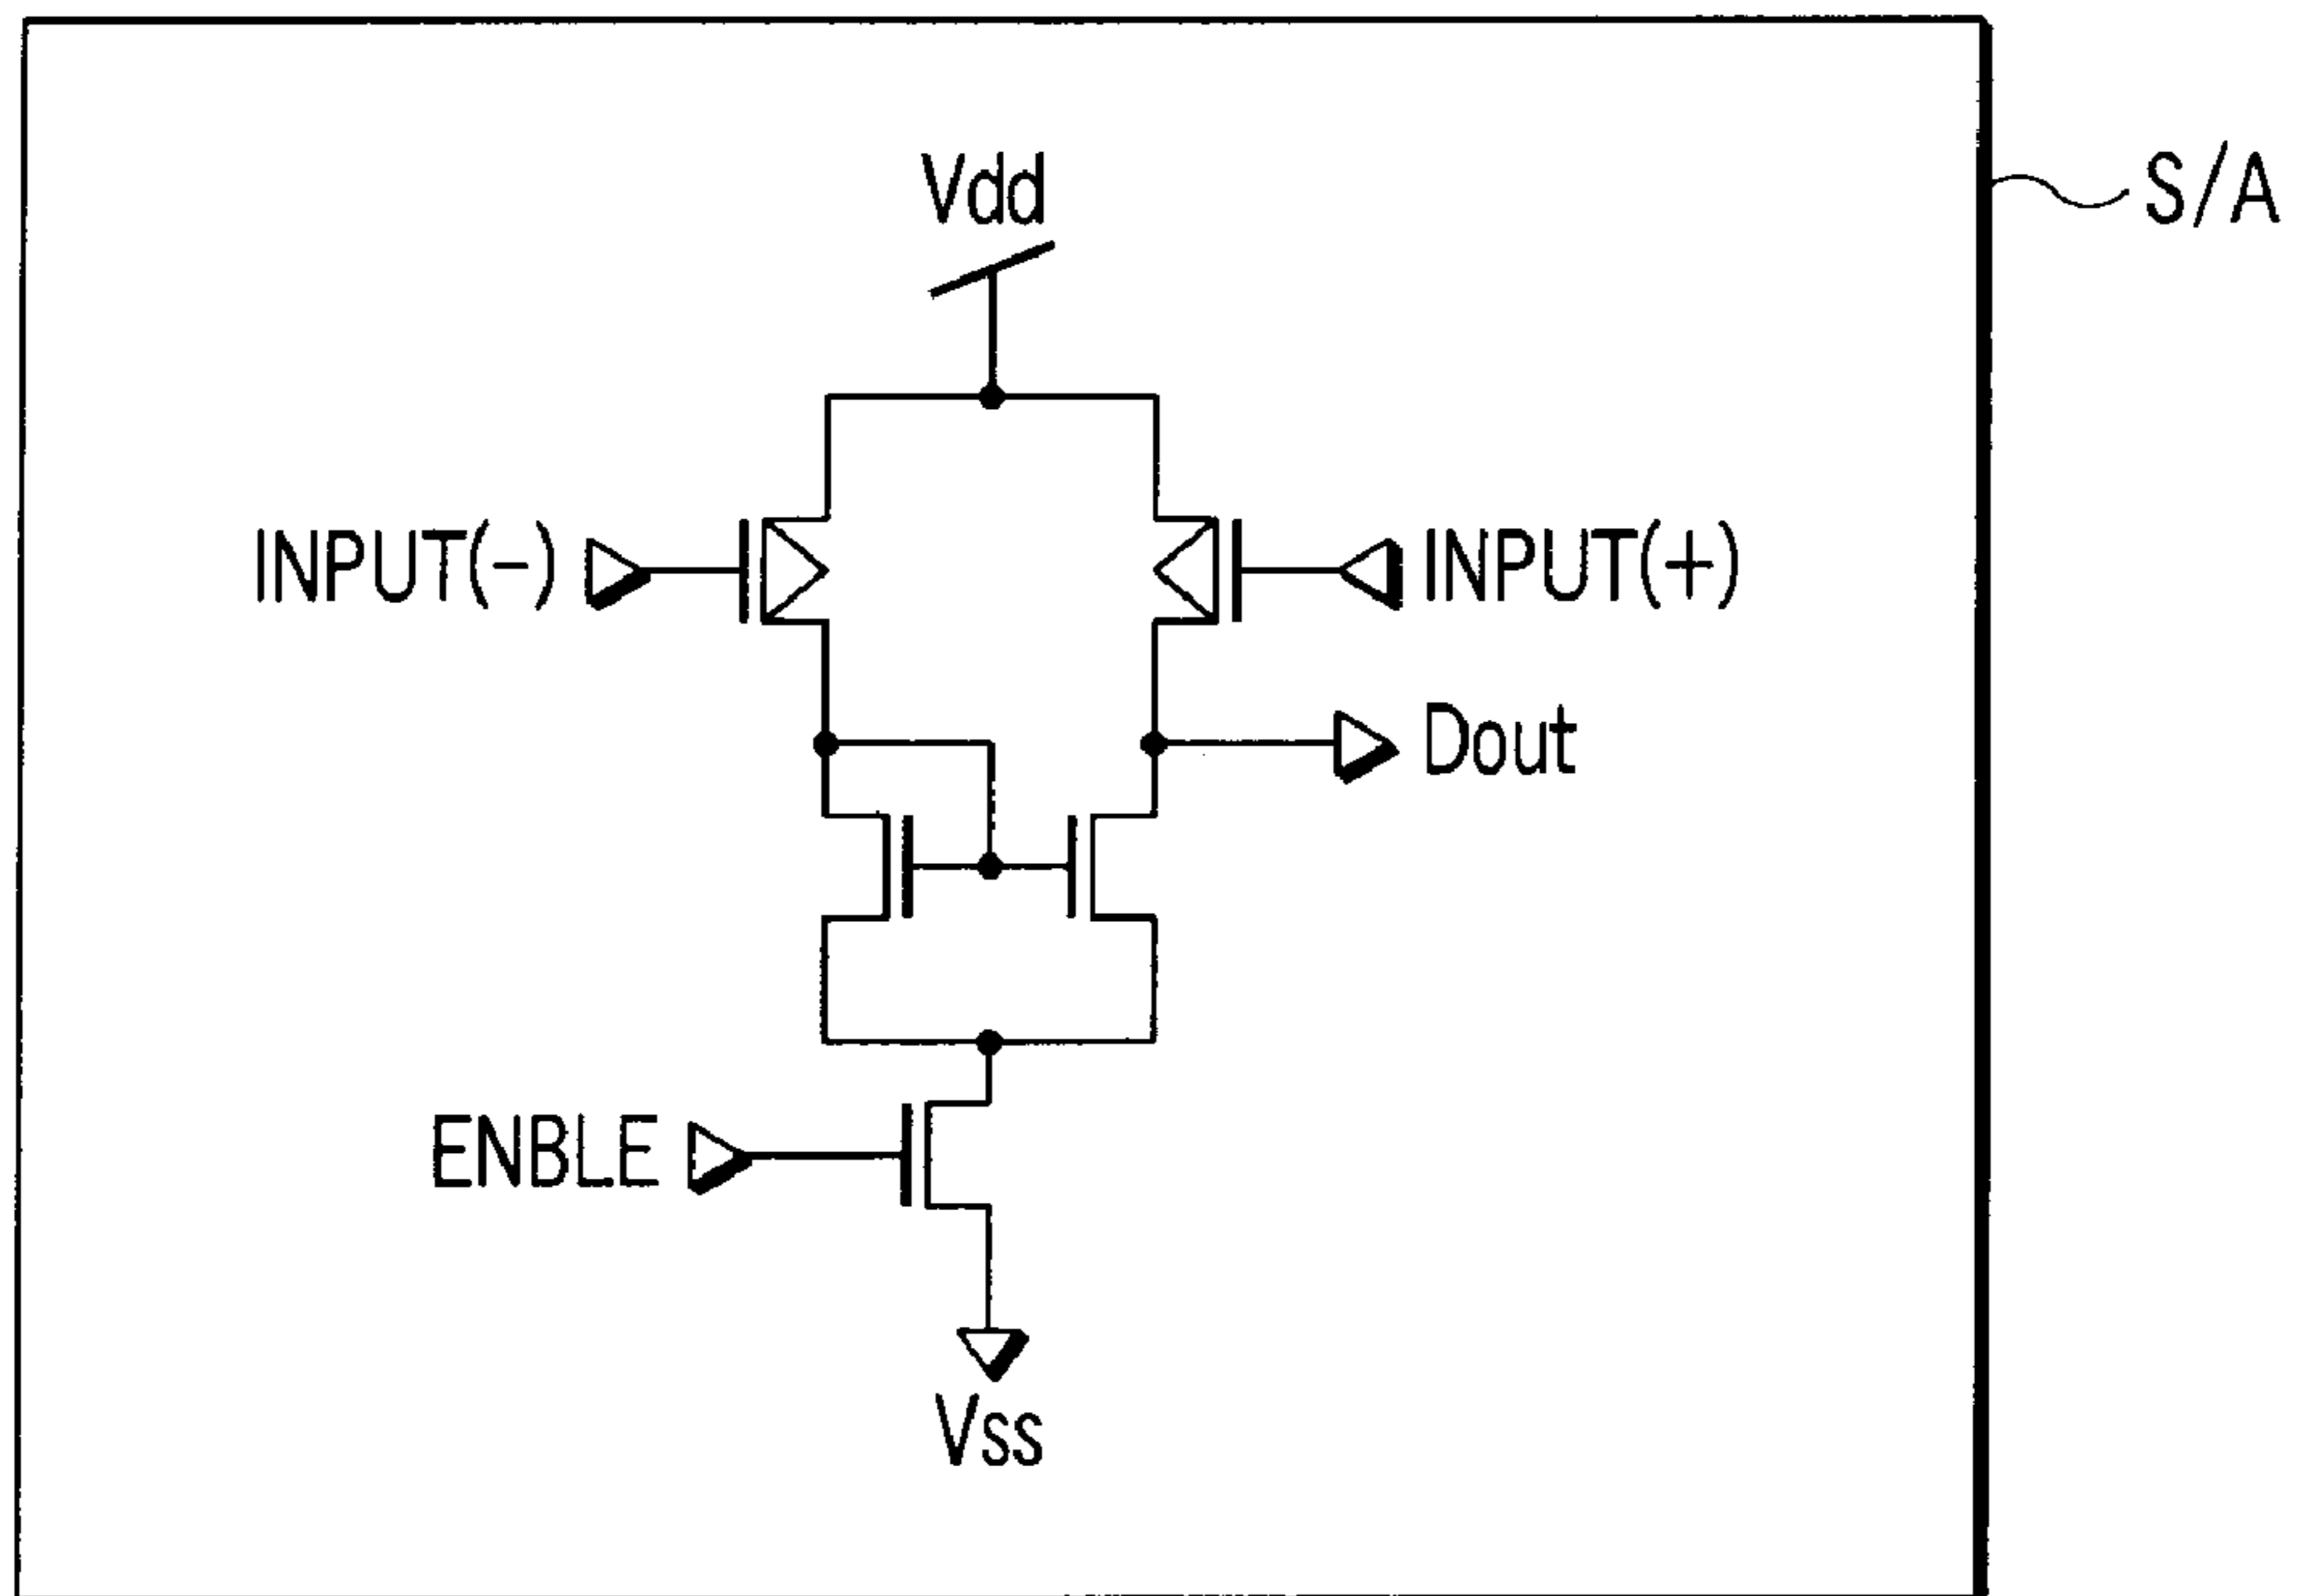 Vdd
S/A
INPUT(-)
INPUT(+)
Dout
ENBLE
Vss